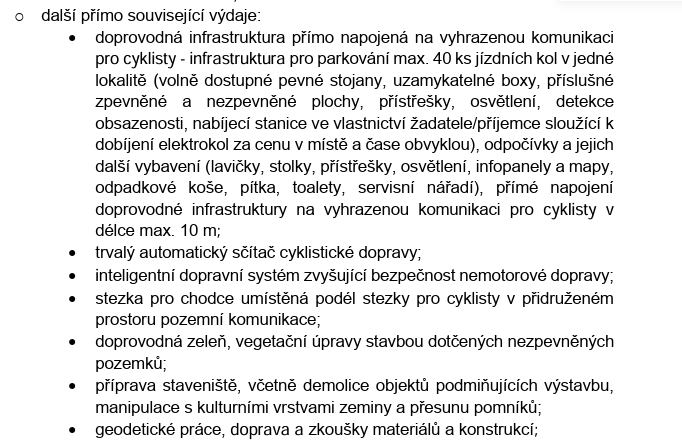 o další přímo související výdaje:
• doprovodná infrastruktura přímo napojená na vyhrazenou komunikaci
pro cyklisty - infrastruktura pro parkování max. 40 ks jízdních kol v jedné
lokalitě (volně dostupné pevné stojany, uzamykatelné boxy, příslušné
zpevněné a nezpevněné plochy, přístřešky, osvětlení, detekce
obsazenosti, nabíjecí stanice ve vlastnictví žadatele/příjemce sloužící k
dobíjení elektrokol za cenu v místě a čase obvyklou), odpočívky a jejich
další vybavení (lavičky, stolky, přístřešky, osvětlení, infopanely a mapy,
odpadkové koše, pítka, toalety, servisní nářadí), přímé napojení
doprovodné infrastruktury na vyhrazenou komunikaci pro cyklisty v
délce max. 10 m;
• trvalý automatický sčítač cyklistické dopravy;
• inteligentní dopravní systém zvyšující bezpečnost nemotorové dopravy;
• stezka pro chodce umístěná podél stezky pro cyklisty v přidruženém
prostoru pozemní komunikace;
• doprovodná zeleň, vegetační úpravy stavbou dotčených nezpevněných
pozemků;
• příprava staveniště, včetně demolice objektů podmiňujících výstavbu,
manipulace s kulturními vrstvami zeminy a přesunu pomníků;
• geodetické práce, doprava a zkoušky materiálů a konstrukcí;